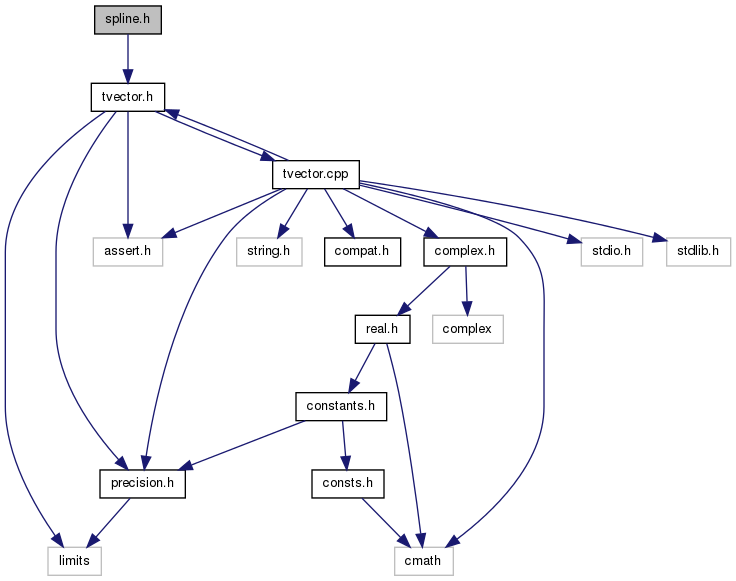 spline.h
tvector.h
tvector.cpp
assert.h
string.h
compat.h
complex.h
stdio.h
stdlib.h
real.h
complex
constants.h
precision.h
consts.h
limits
cmath